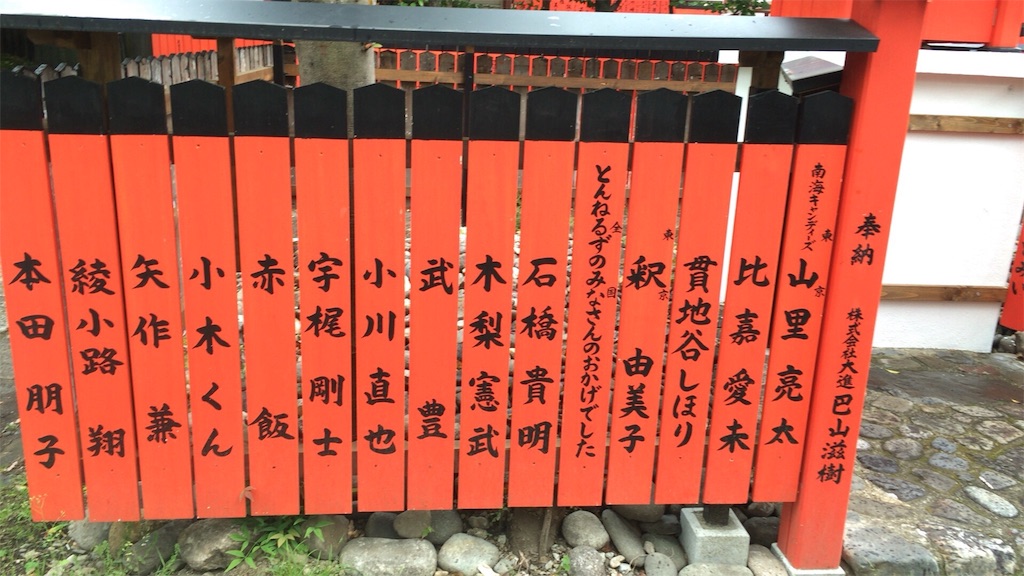 奉納 株式会社大進 巴山滋樹
南海キャンディーズ 山里亮太
東京
比嘉愛未
貫地谷しほり
東京
釈由美子
全国
とんねるずのみなさんのおかげでした
石橋貴明
木梨憲武
武豊
小川直也
宇梶剛士
赤飯
小木くん
矢作兼
綾小路翔
本田朋子